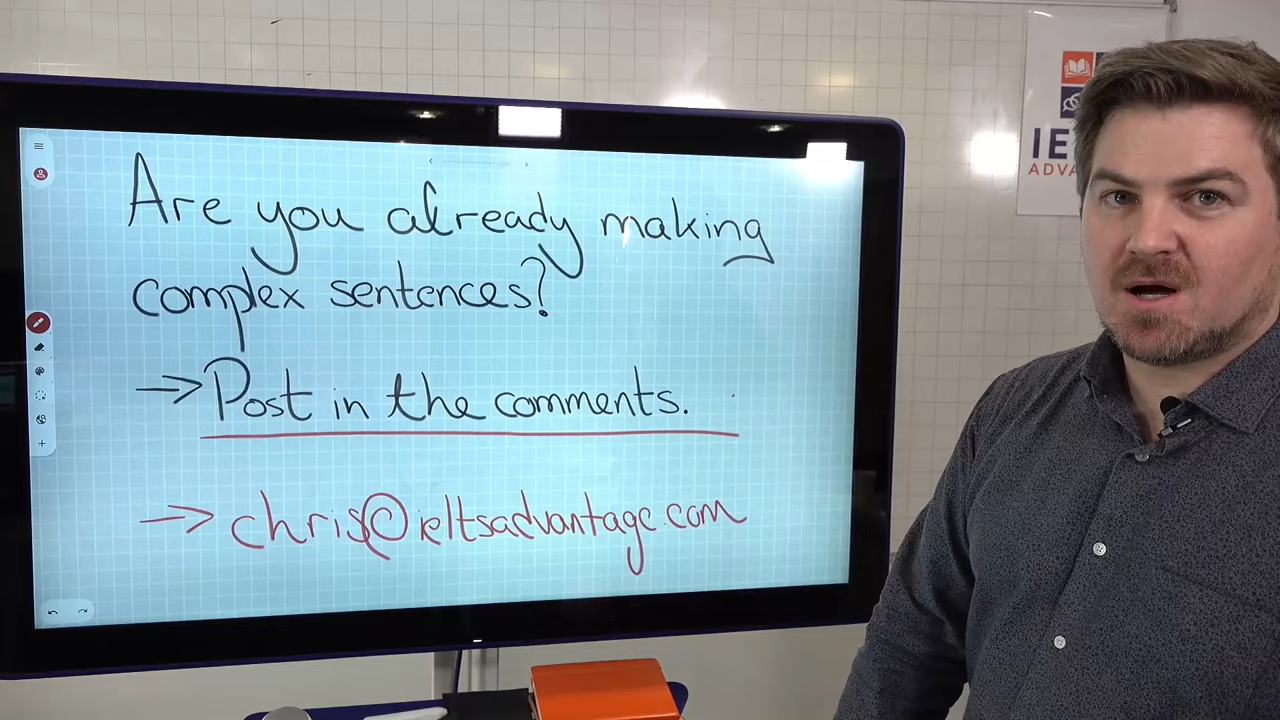 Are you already making
complex sentences?
→ Post in the comments.
→ chris@ieltsadvantage.com